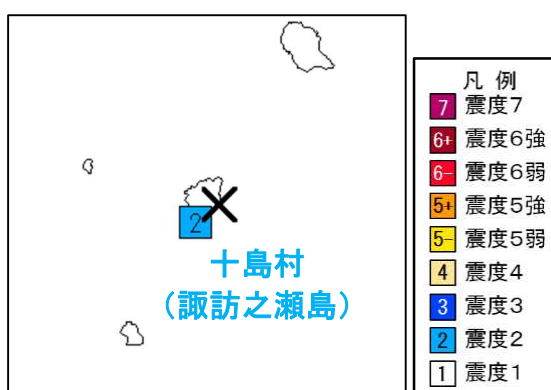 2
十島村
（諏訪之瀬島）
凡 例
7 震度7
6+ 震度6強
6- 震度6弱
5+ 震度5強
5- 震度5弱
4 震度4
3 震度3
2 震度2
1 震度1